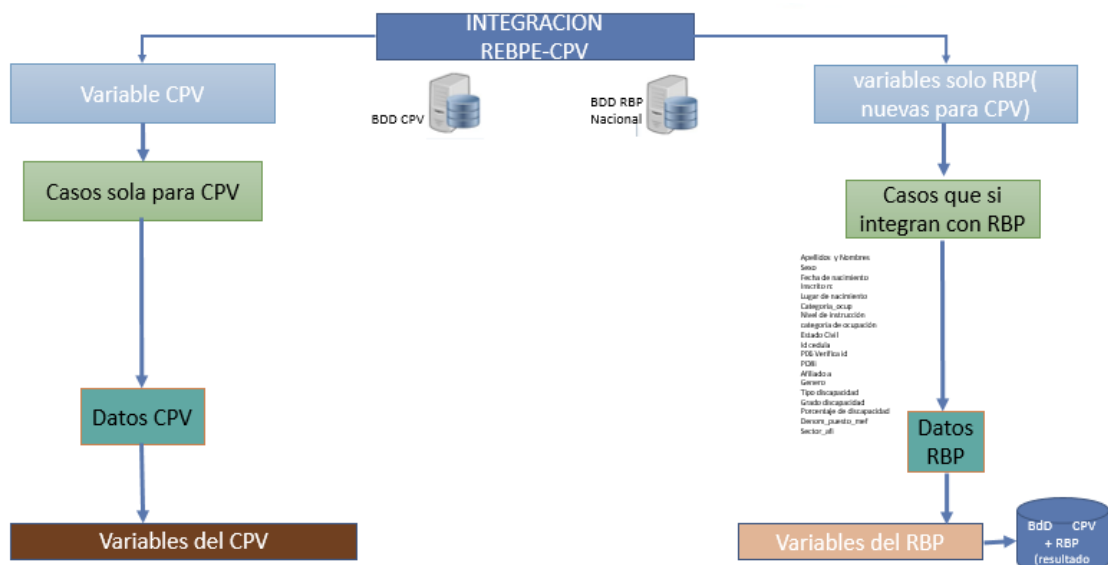 INTEGRACION
REBPE-CPV
Variable CPV
BDD CPV
BDD RBP
Nacional
variables solo RBP(
nuevas para CPV)
Casos sola para CPV
Casos que si
integran con RBP
Apellidos y Nombres
Sexo
Fecha de nacimiento
Inscrito n:
Lugar de nacimiento
Categoria_ocup
Nivel de instrucción
categoría de ocupación
Estado Civil
Id cedula
P06 Verifica id
Afiliado a
Genero
Tipo discapacidad
Grado discapacidad
Porcentaje de discapacidad
Denom_puesto_mef
Sector_afi
Datos CPV
Datos
RBP
Variables del CPV
Variables del RBP
BdD CPV
+ RBP
(resultado